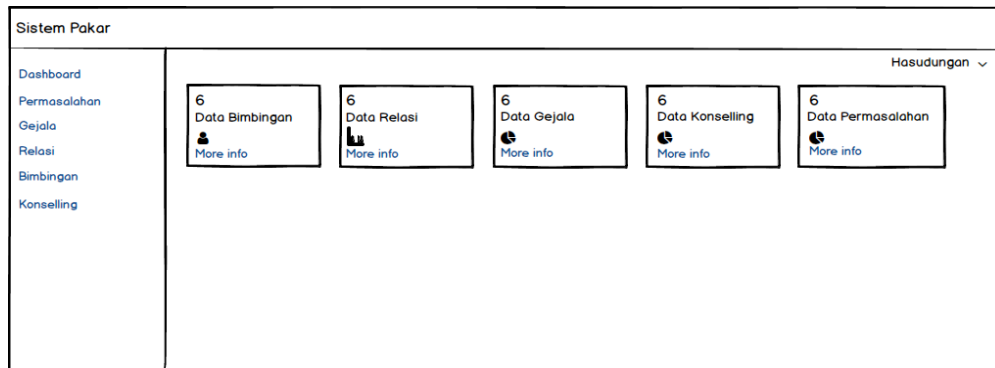 Sistem Pakar
Hasudungan
Dashboard
Permasalahan
Gejala
Relasi
Bimbingan
Konselling
6
Data Bimbingan
More info
6
Data Relasi
More info
6
Data Gejala
More info
6
Data Konselling
More info
6
Data Permasalahan
More info